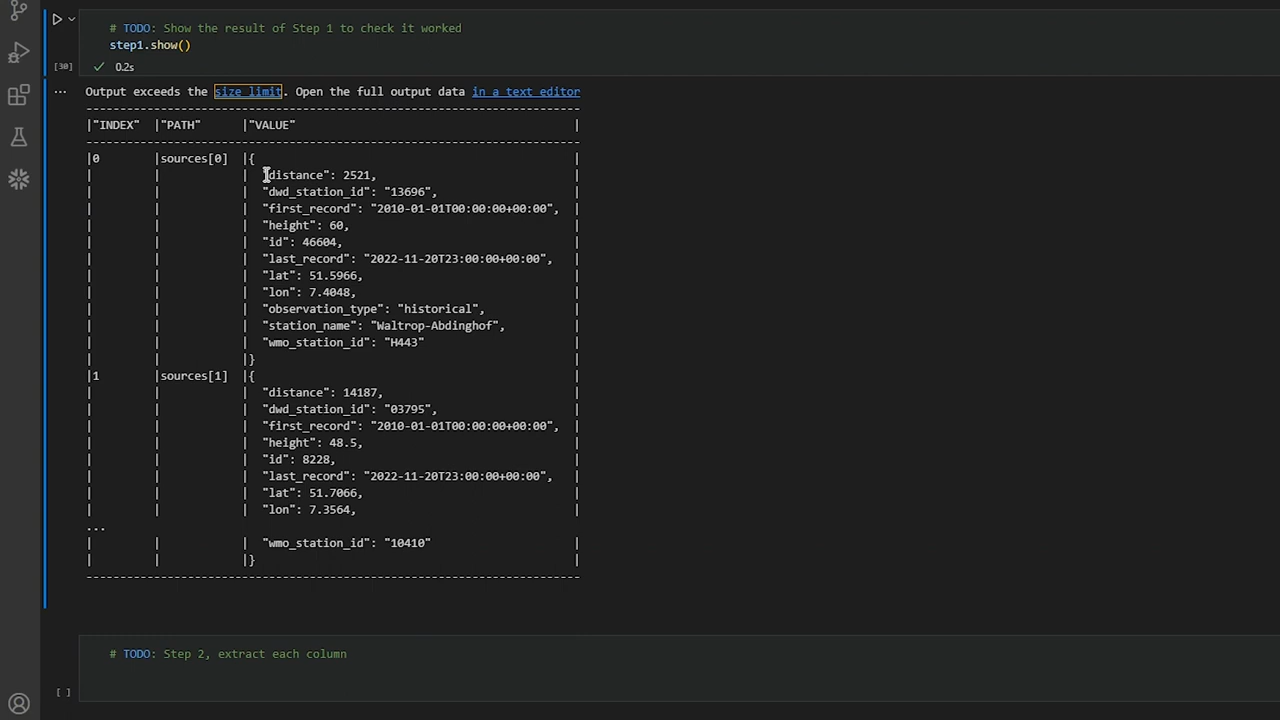 # TODO: Show the result of Step 1 to check it worked
step1.show()
[30] 0.2s
... Output exceeds the size limit. Open the full output data in a text editor
-------------------------------------------------------------------------
|"INDEX"  |"PATH"      |"VALUE"                                         |
-------------------------------------------------------------------------
|0        |sources[0]  |{                                               |
|         |            |  "distance": 2521,                             |
|         |            |  "dwd_station_id": "13696",                    |
|         |            |  "first_record": "2010-01-01T00:00:00+00:00",  |
|         |            |  "height": 60,                                 |
|         |            |  "id": 46604,                                  |
|         |            |  "last_record": "2022-11-20T23:00:00+00:00",   |
|         |            |  "lat": 51.5966,                               |
|         |            |  "lon": 7.4048,                                |
|         |            |  "observation_type": "historical",             |
|         |            |  "station_name": "Waltrop-Abdinghof",          |
|         |            |  "wmo_station_id": "H443"                      |
|         |            |}                                               |
|1        |sources[1]  |{                                               |
|         |            |  "distance": 14187,                            |
|         |            |  "dwd_station_id": "03795",                    |
|         |            |  "first_record": "2010-01-01T00:00:00+00:00",  |
|         |            |  "height": 48.5,                               |
|         |            |  "id": 8228,                                   |
|         |            |  "last_record": "2022-11-20T23:00:00+00:00",   |
|         |            |  "lat": 51.7066,                               |
|         |            |  "lon": 7.3564,                                |
...
|         |            |  "wmo_station_id": "10410"                     |
|         |            |}                                               |
-------------------------------------------------------------------------
# TODO: Step 2, extract each column
[ ]